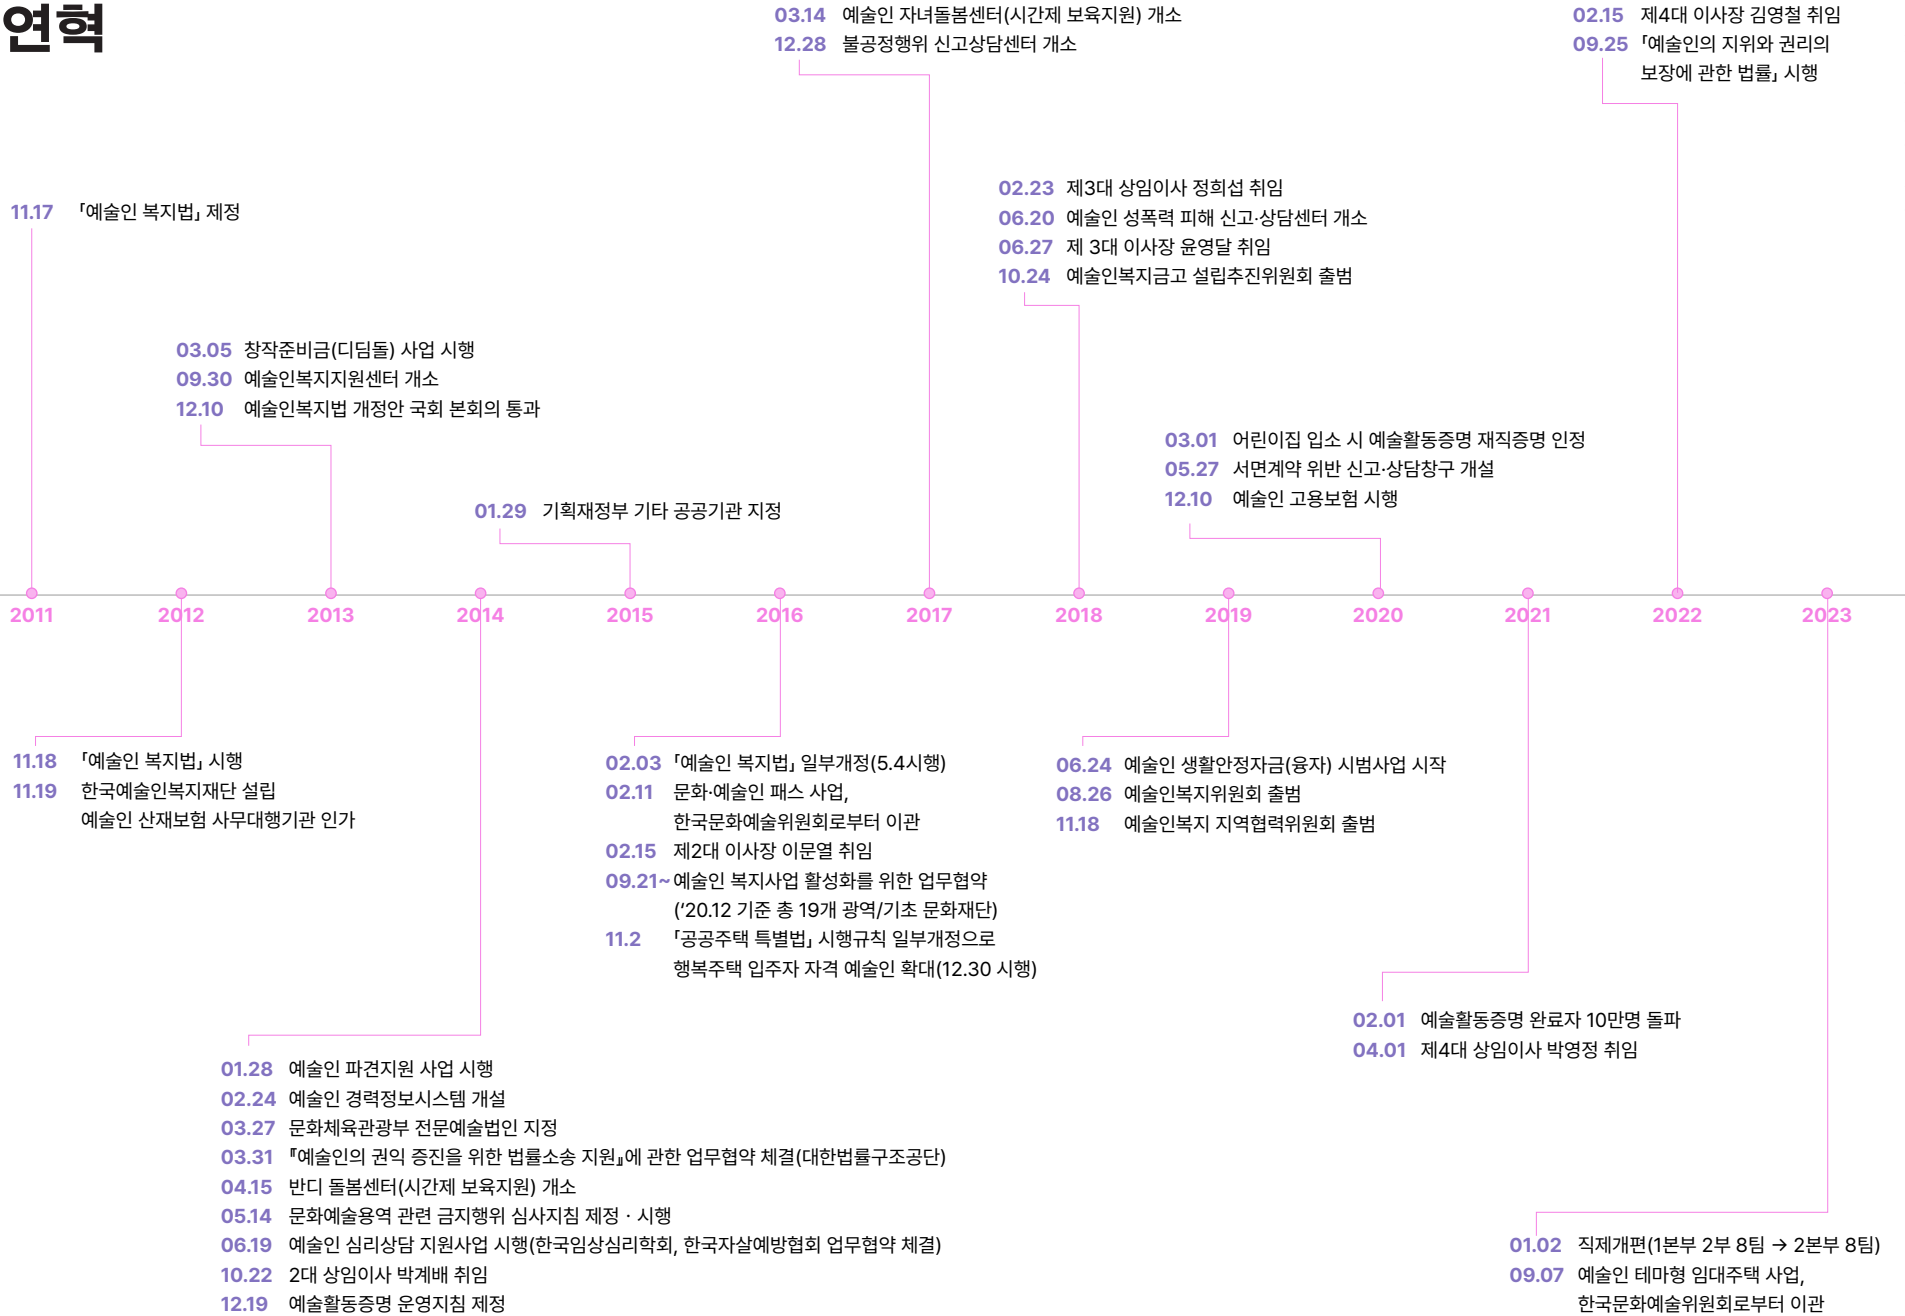 연혁
03.14 예술인 자녀돌봄센터(시간제 보육지원) 개소
12.28 불공정행위 신고상담센터 개소
02.15 제4대 이사장 김영철 취임
09.25 「예술인의 지위와 권리의
보장에 관한 법률」 시행
11.17 「예술인 복지법」 제정
02.23 제3대 상임이사 정희섭 취임
06.20 예술인 성폭력 피해 신고·상담센터 개소
06.27 제 3대 이사장 윤영달 취임
10.24 예술인복지금고 설립추진위원회 출범
03.05 창작준비금(디딤돌) 사업 시행
09.30 예술인복지지원센터 개소
12.10 예술인복지법 개정안 국회 본회의 통과
03.01 어린이집 입소 시 예술활동증명 재직증명 인정
05.27 서면계약 위반 신고·상담창구 개설
12.10 예술인 고용보험 시행
01.29 기획재정부 기타 공공기관 지정
2011 2012 2013 2014 2015 2016 2017 2018 2019 2020 2021 2022 2023
11.18 「예술인 복지법」 시행
11.19 한국예술인복지재단 설립
예술인 산재보험 사무대행기관 인가
02.03 「예술인 복지법」 일부개정(5.4시행)
02.11 문화·예술인 패스 사업,
한국문화예술위원회로부터 이관
02.15 제2대 이사장 이문열 취임
09.21~ 예술인 복지사업 활성화를 위한 업무협약
(‘20.12 기준 총 19개 광역/기초 문화재단)
11.2 「공공주택 특별법」 시행규칙 일부개정으로
행복주택 입주자 자격 예술인 확대(12.30 시행)
06.24 예술인 생활안정자금(융자) 시범사업 시작
08.26 예술인복지위원회 출범
11.18 예술인복지 지역협력위원회 출범
02.01 예술활동증명 완료자 10만명 돌파
04.01 제4대 상임이사 박영정 취임
01.28 예술인 파견지원 사업 시행
02.24 예술인 경력정보시스템 개설
03.27 문화체육관광부 전문예술법인 지정
03.31 『예술인의 권익 증진을 위한 법률소송 지원』에 관한 업무협약 체결(대한법률구조공단)
04.15 반디 돌봄센터(시간제 보육지원) 개소
05.14 문화예술용역 관련 금지행위 심사지침 제정 · 시행
06.19 예술인 심리상담 지원사업 시행(한국임상심리학회, 한국자살예방협회 업무협약 체결)
10.22 2대 상임이사 박계배 취임
12.19 예술활동증명 운영지침 제정
01.02 직제개편(1본부 2부 8팀 → 2본부 8팀)
09.07 예술인 테마형 임대주택 사업,
한국문화예술위원회로부터 이관